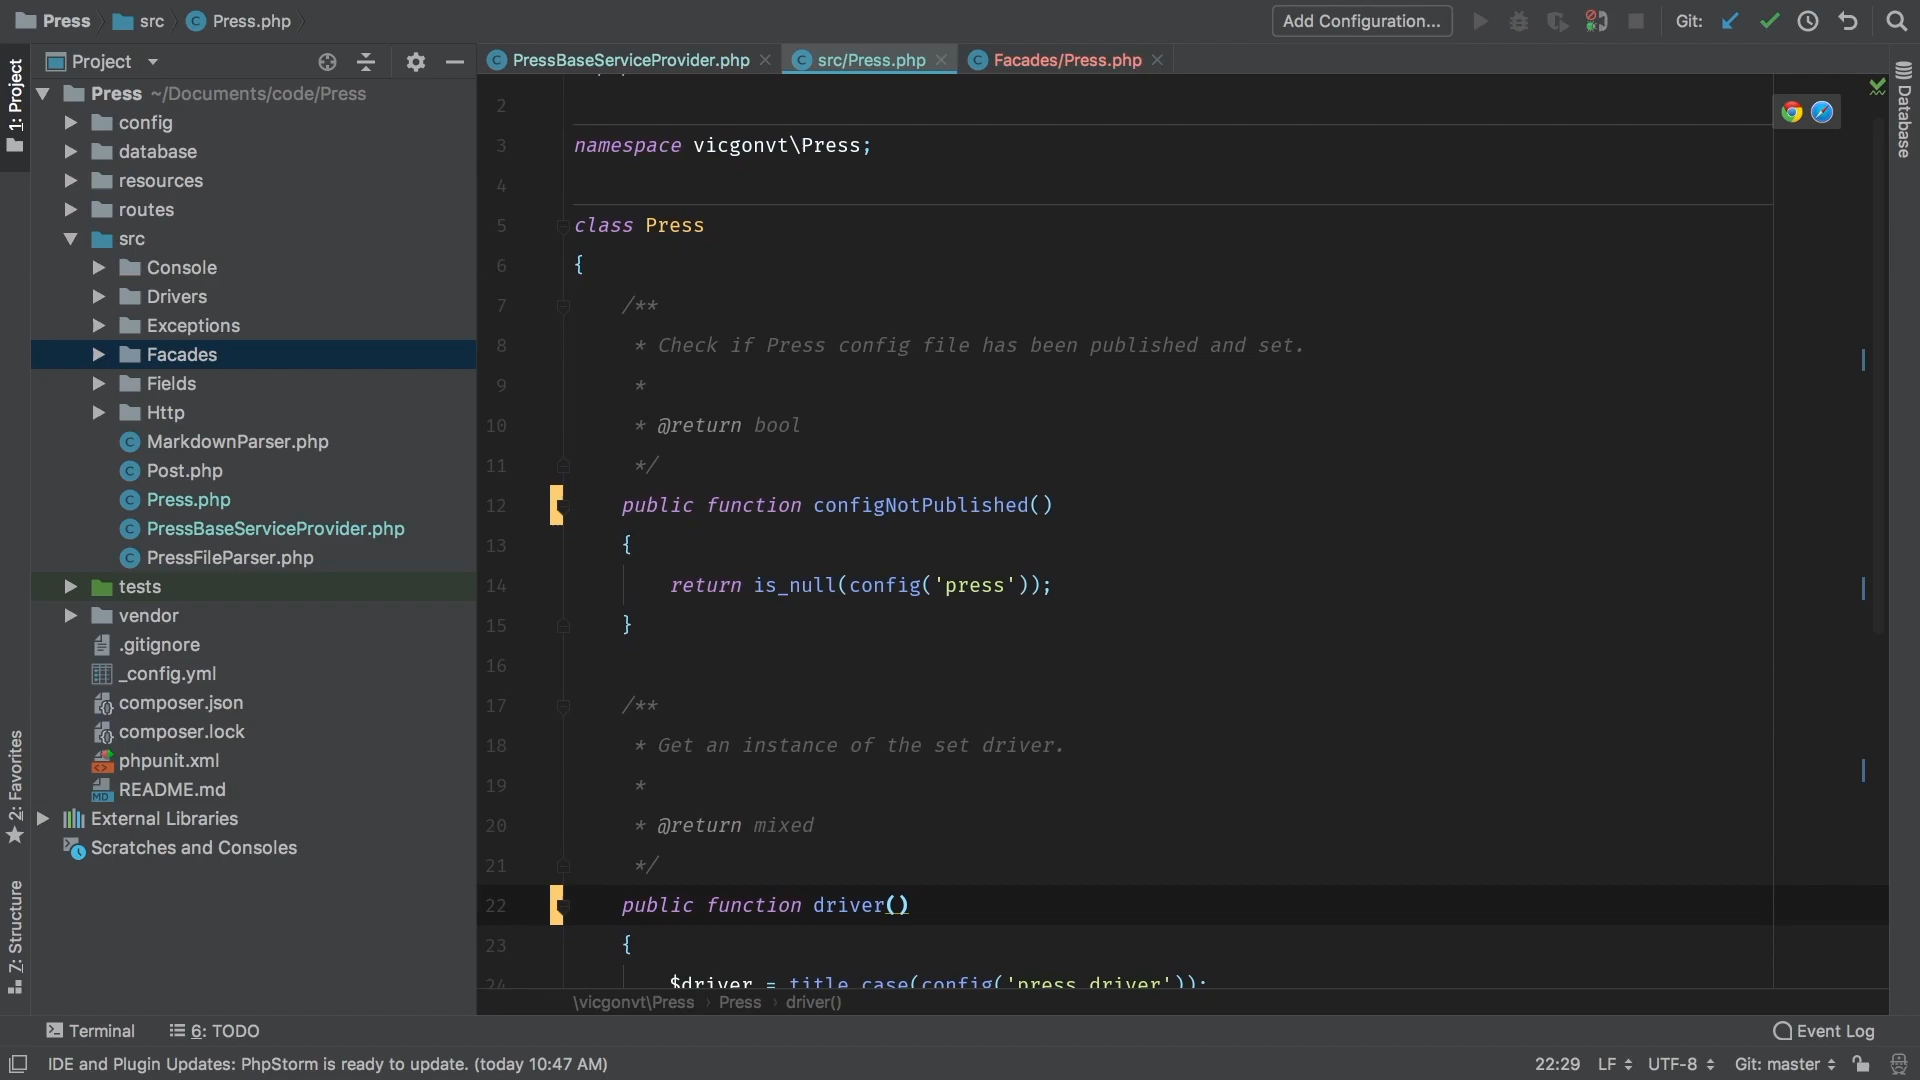 Press
src
Press.php
Add Configuration...
Git:
Project
PressBaseServiceProvider.php
src/Press.php
Facades/Press.php
1: Project
2: Favorites
Z: Structure
Database
Press ~/Documents/code/Press
config
database
resources
routes
src
Console
Drivers
Exceptions
Facades
Fields
Http
MarkdownParser.php
Post.php
Press.php
PressBaseServiceProvider.php
PressFileParser.php
tests
vendor
.gitignore
_config.yml
composer.json
composer.lock
phpunit.xml
README.md
External Libraries
Scratches and Consoles
2
3 namespace vicgonvt\Press;
4
5 class Press
6 {
7 /**
8 * Check if Press config file has been published and set.
9 *
10 * @return bool
11 */
12 public function configNotPublished()
13 {
14 return is_null(config('press'));
15 }
16
17 /**
18 * Get an instance of the set driver.
19 *
20 * @return mixed
21 */
22 public function driver()
23 {
24 $driver = title_case(config('press.driver'));
\vicgonvt\Press › Press › driver()
Terminal
6: TODO
Event Log
IDE and Plugin Updates: PhpStorm is ready to update. (today 10:47 AM)
22:29 LF UTF-8 Git: master